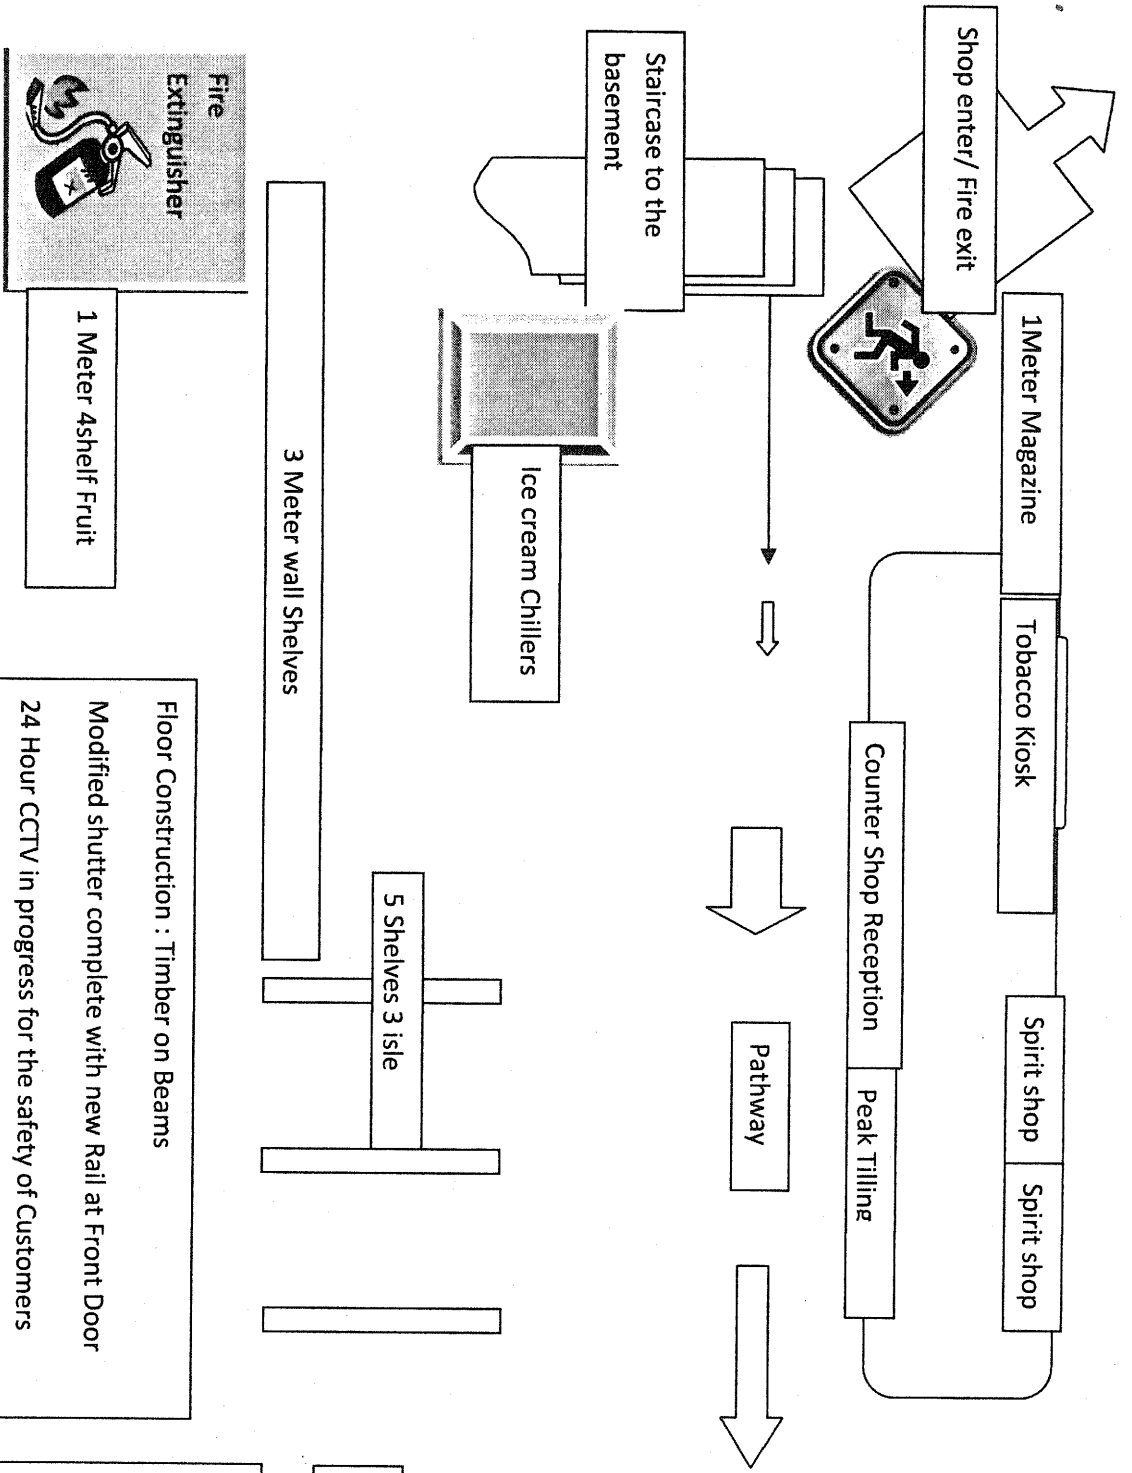 Shop enter/ Fire exit
1Meter Magazine
Tobacco Kiosk
Spirit shop
Spirit shop
Counter Shop Reception
Peak Tilling
Staircase to the
basement
Pathway
Ice cream Chillers
5 Shelves 3 isle
3 Meter wall Shelves
Fire
Extinguisher
1 Meter 4shelf Fruit
Floor Construction : Timber on Beams
Modified shutter complete with new Rail at Front Door
24 Hour CCTV in progress for the safety of Customers